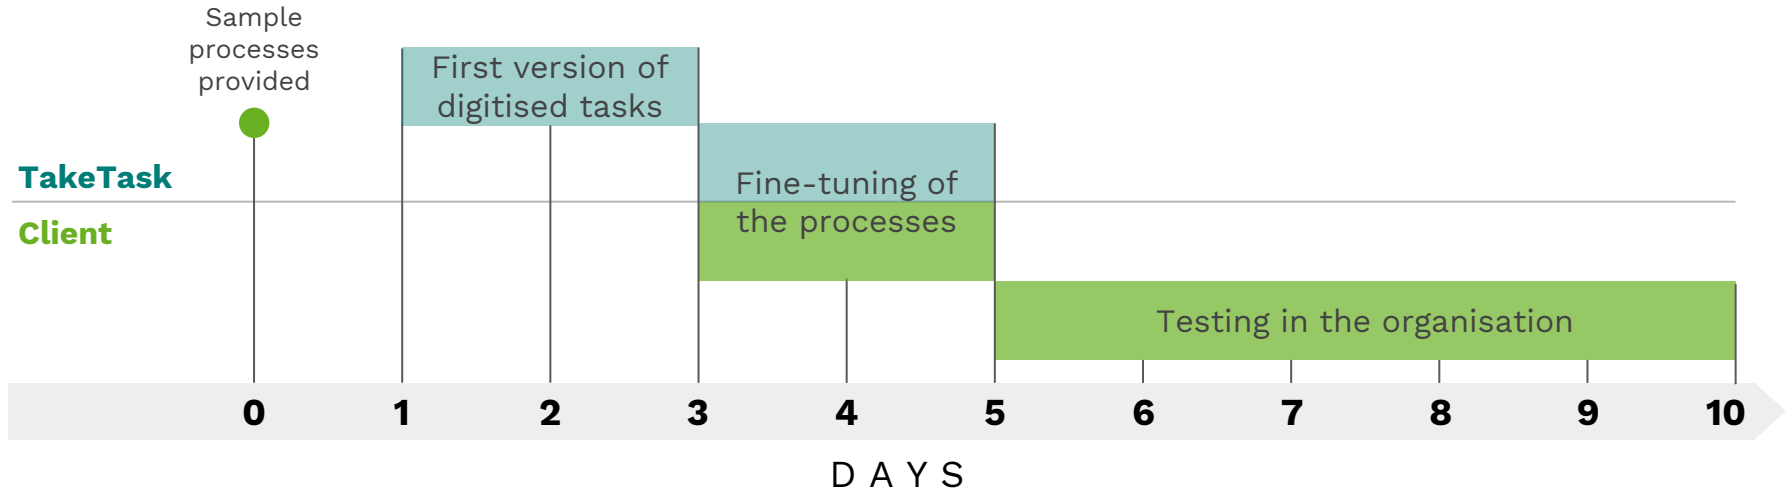 Sample
processes
provided
First version of
digitised tasks
TakeTask
Fine-tuning of
the processes
Client
Testing in the organisation
0 1 2 3 4 5 6 7 8 9 10
DAYS